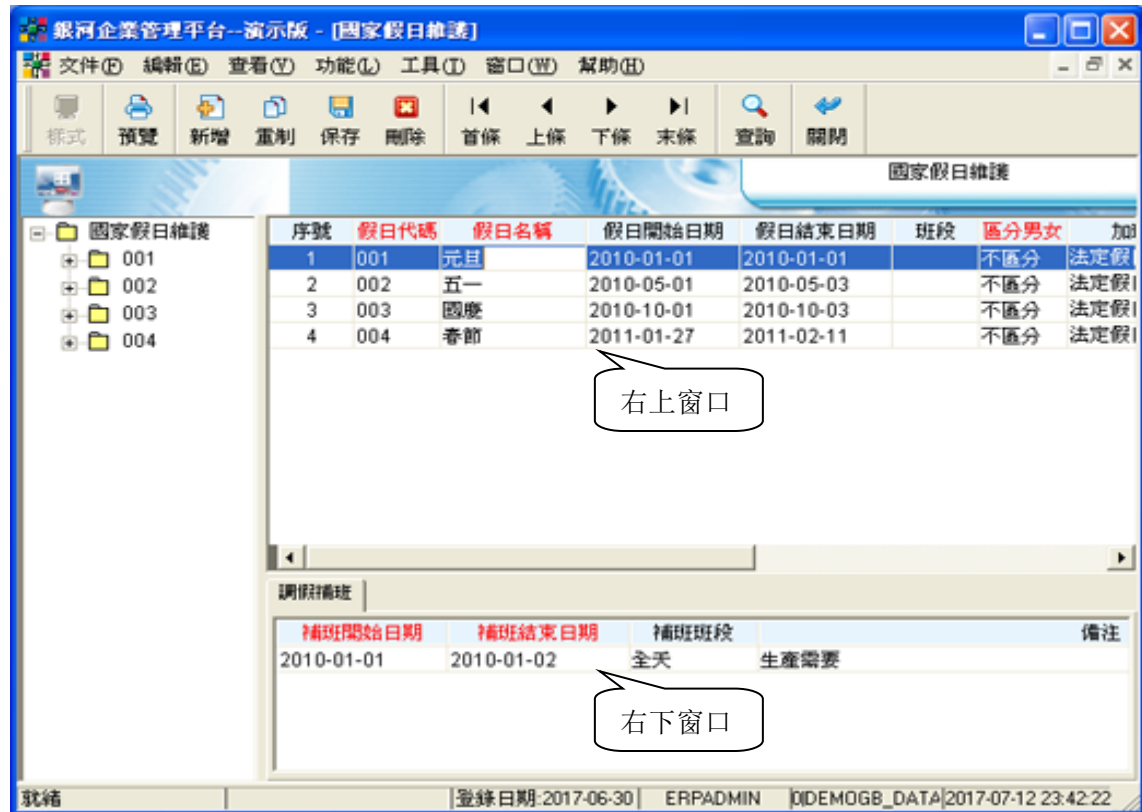 銀河企業管理平台--演示版 - [國家假日維護]
文件(F) 編輯(E) 查看(V) 功能(L) 工具(T) 窗口(W) 幫助(H)
樣式 預覽 新增 重制 保存 刪除 首條 上條 下條 末條 查詢 關閉
國家假日維護
國家假日維護
001
002
003
004
序號 假日代碼 假日名稱 假日開始日期 假日結束日期 班段 區分男女 加
1 001 元旦 2010-01-01 2010-01-01 不區分 法定假
2 002 五一 2010-05-01 2010-05-03 不區分 法定假
3 003 國慶 2010-10-01 2010-10-03 不區分 法定假
4 004 春節 2011-01-27 2011-02-11 不區分 法定假
右上窗口
調假補班
補班開始日期 補班結束日期 補班班段 備注
2010-01-01 2010-01-02 全天 生產需要
右下窗口
就緒 登錄日期:2017-06-30 ERPADMIN 0|DEMOGB_DATA 2017-07-12 23:42:22